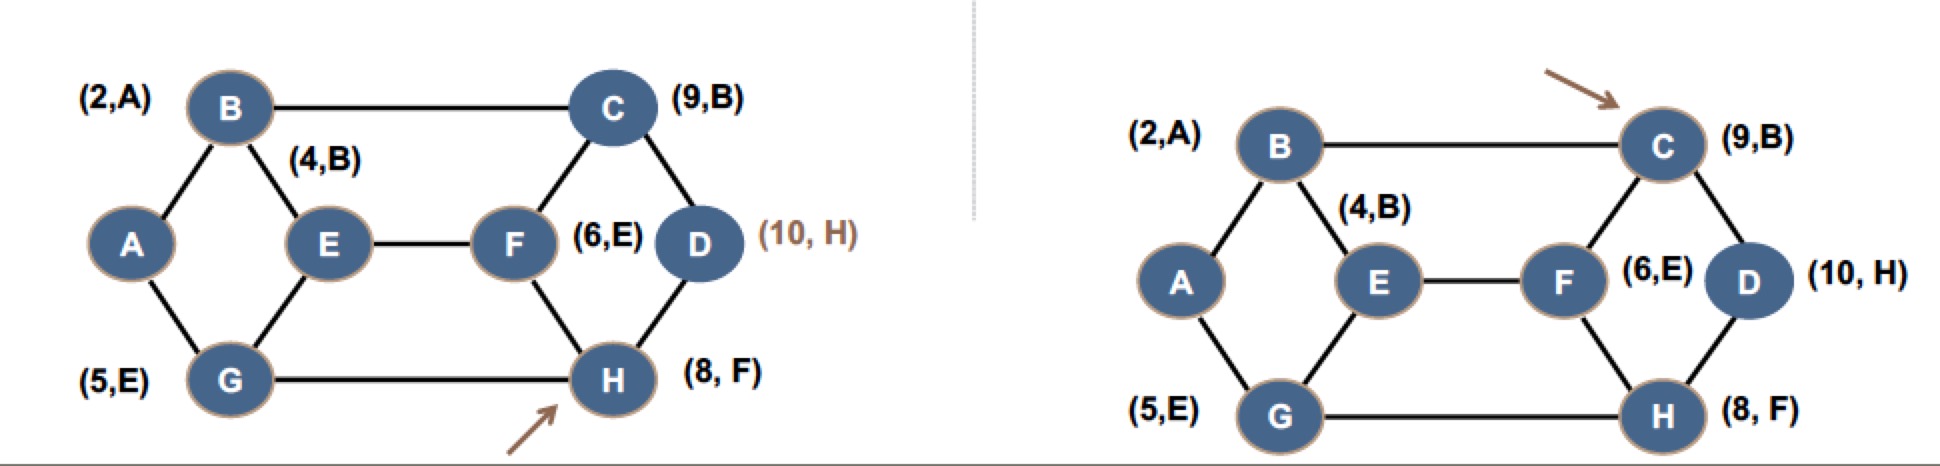 (2,A)
B
C
(9,B)
(4,B)
A
E
F
(6,E)
D
(10, H)
(5,E)
G
H
(8, F)
(2,A)
B
C
(9,B)
(4,B)
A
E
F
(6,E)
D
(10, H)
(5,E)
G
H
(8, F)